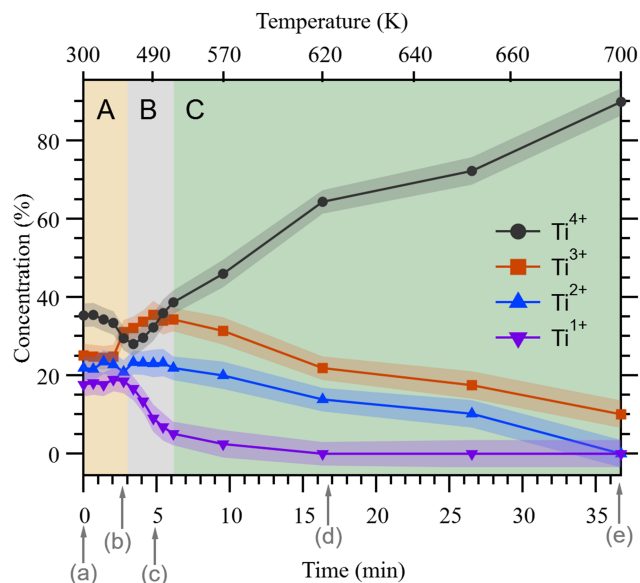 Temperature (K)
300 490 570 620 640 660 700
A B C
80
60
40
20
0
Concentration (%)
Ti4+
Ti3+
Ti2+
Ti1+
0 5 10 15 20 25 30 35
(a) (b) (c) (d) (e)
Time (min)